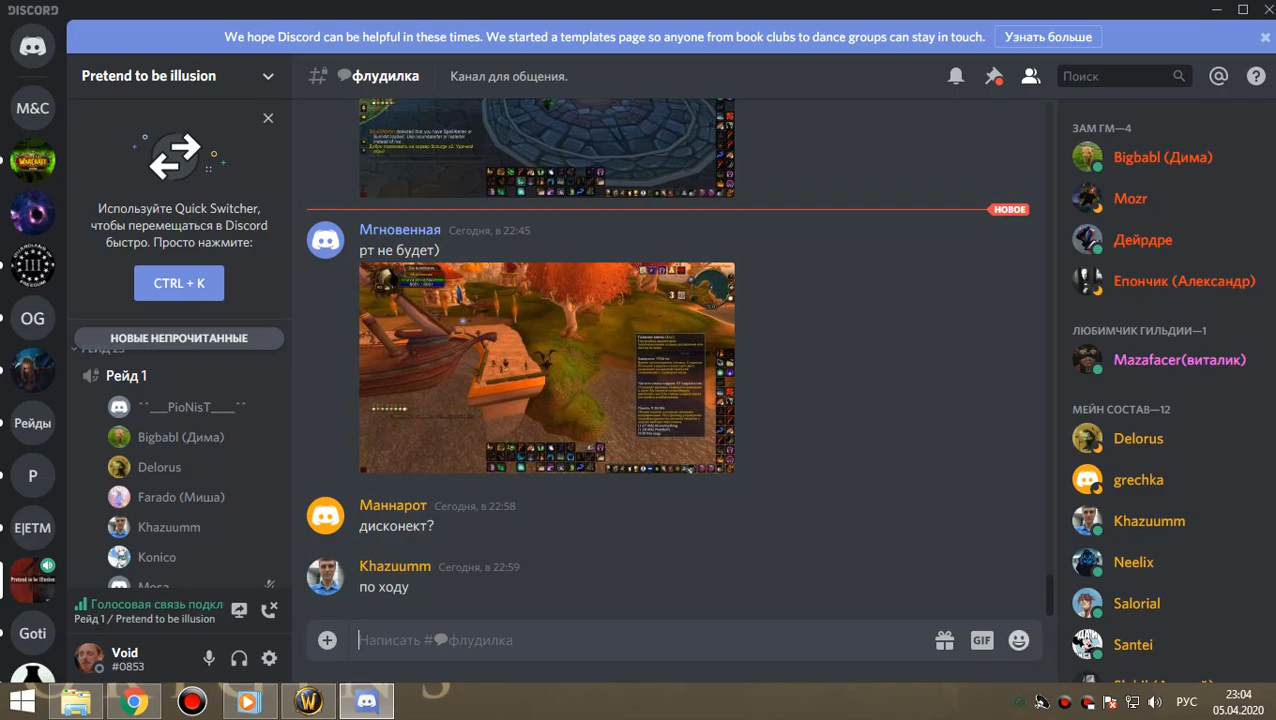 DISCORD
We hope Discord can be helpful in these times. We started a templates page so anyone from book clubs to dance groups can stay in touch.
Узнать больше
Pretend to be illusion
флудилка
Канал для общения.
Поиск
M&C
OG
Рейды
P
E|ETM
Goti
Используйте Quick Switcher,
чтобы перемещаться в Discord
быстро. Просто нажмите:
CTRL + K
НОВЫЕ НЕПРОЧИТАННЫЕ
Рейд 1
^ ^___PioNisT____^ ^
Bigbabl (Дима)
Delorus
Farado (Миша)
Khazuumm
Konico
Голосовая связь подкл
Рейд 1 / Pretend to be illusion
Void
#0853
НОВОЕ
Мгновенная Сегодня, в 22:45
рт не будет)
Маннарот Сегодня, в 22:58
дисконект?
Khazuumm Сегодня, в 22:59
по ходу
Написать #флудилка
GIF
ЗАМ ГМ—4
Bigbabl (Дима)
Mozr
Дейрдре
Епончик (Александр)
ГИЛЬДИИ—1
Mazafacer(виталик)
СОСТАВ—12
Delorus
grechka
Khazuumm
Neelix
Salorial
Santei
РУС
23:04
05.04.2020